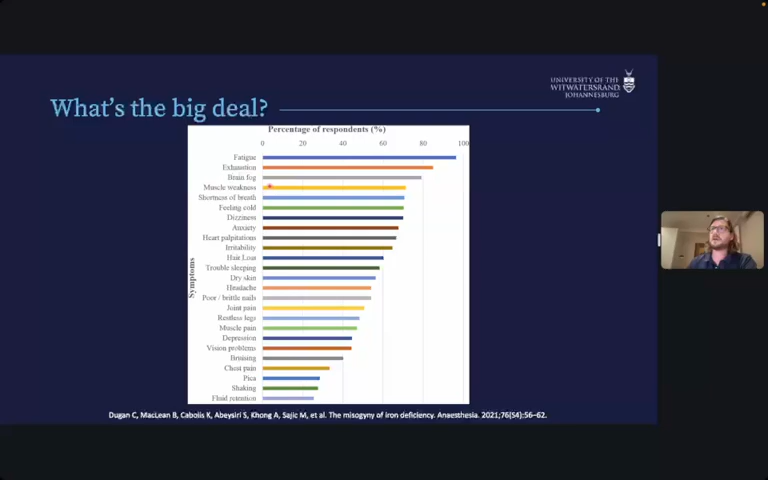 UNIVERSITY OF THE
WITWATERSRAND,
JOHANNESBURG
What's the big deal?
Percentage of respondents (%)
0 20 40 60 80 100
Symptoms
Fatigue
Exhaustion
Brain fog
Muscle weakness
Shortness of breath
Feeling cold
Dizziness
Anxiety
Heart palpitations
Irritability
Hair Loss
Trouble sleeping
Dry skin
Headache
Poor / brittle nails
Joint pain
Restless legs
Muscle pain
Depression
Vision problems
Bruising
Chest pain
Pica
Shaking
Fluid retention
Dugan C, MacLean B, Cabolis K, Abeysiri S, Khong A, Sajic M, et al. The misogyny of iron deficiency. Anaesthesia. 2021;76(S4):56–62.